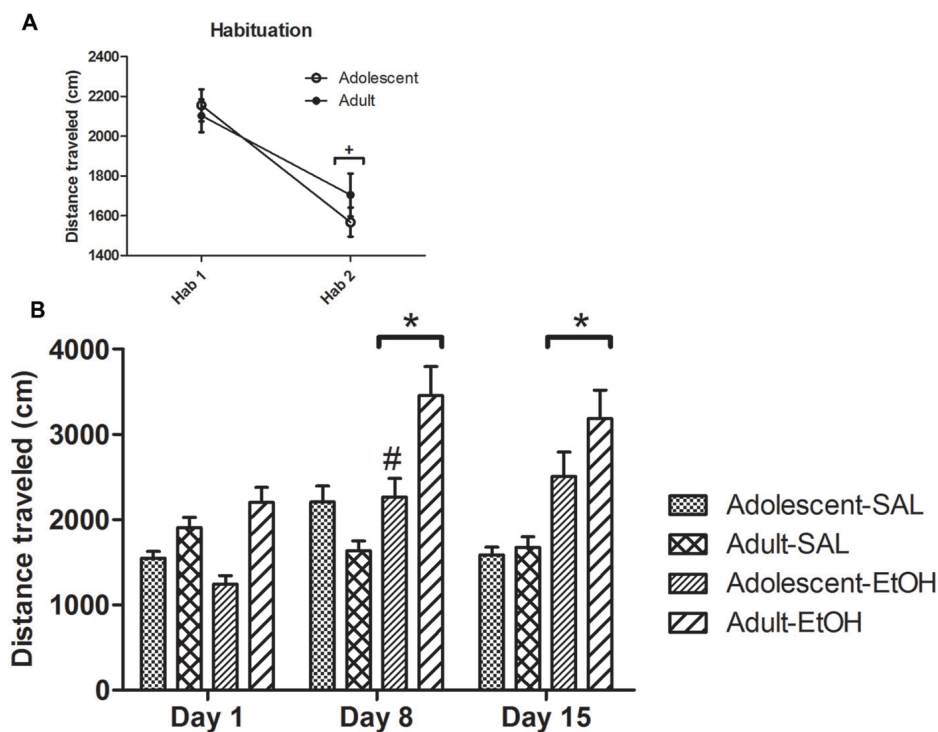 A
Habituation
Distance traveled (cm)
2400
2200
2000
1800
1600
1400
Adolescent
Adult
+
Hab 1
Hab 2
B
Distance traveled (cm)
4000
3000
2000
1000
0
*
*
#
Day 1
Day 8
Day 15
Adolescent-SAL
Adult-SAL
Adolescent-EtOH
Adult-EtOH